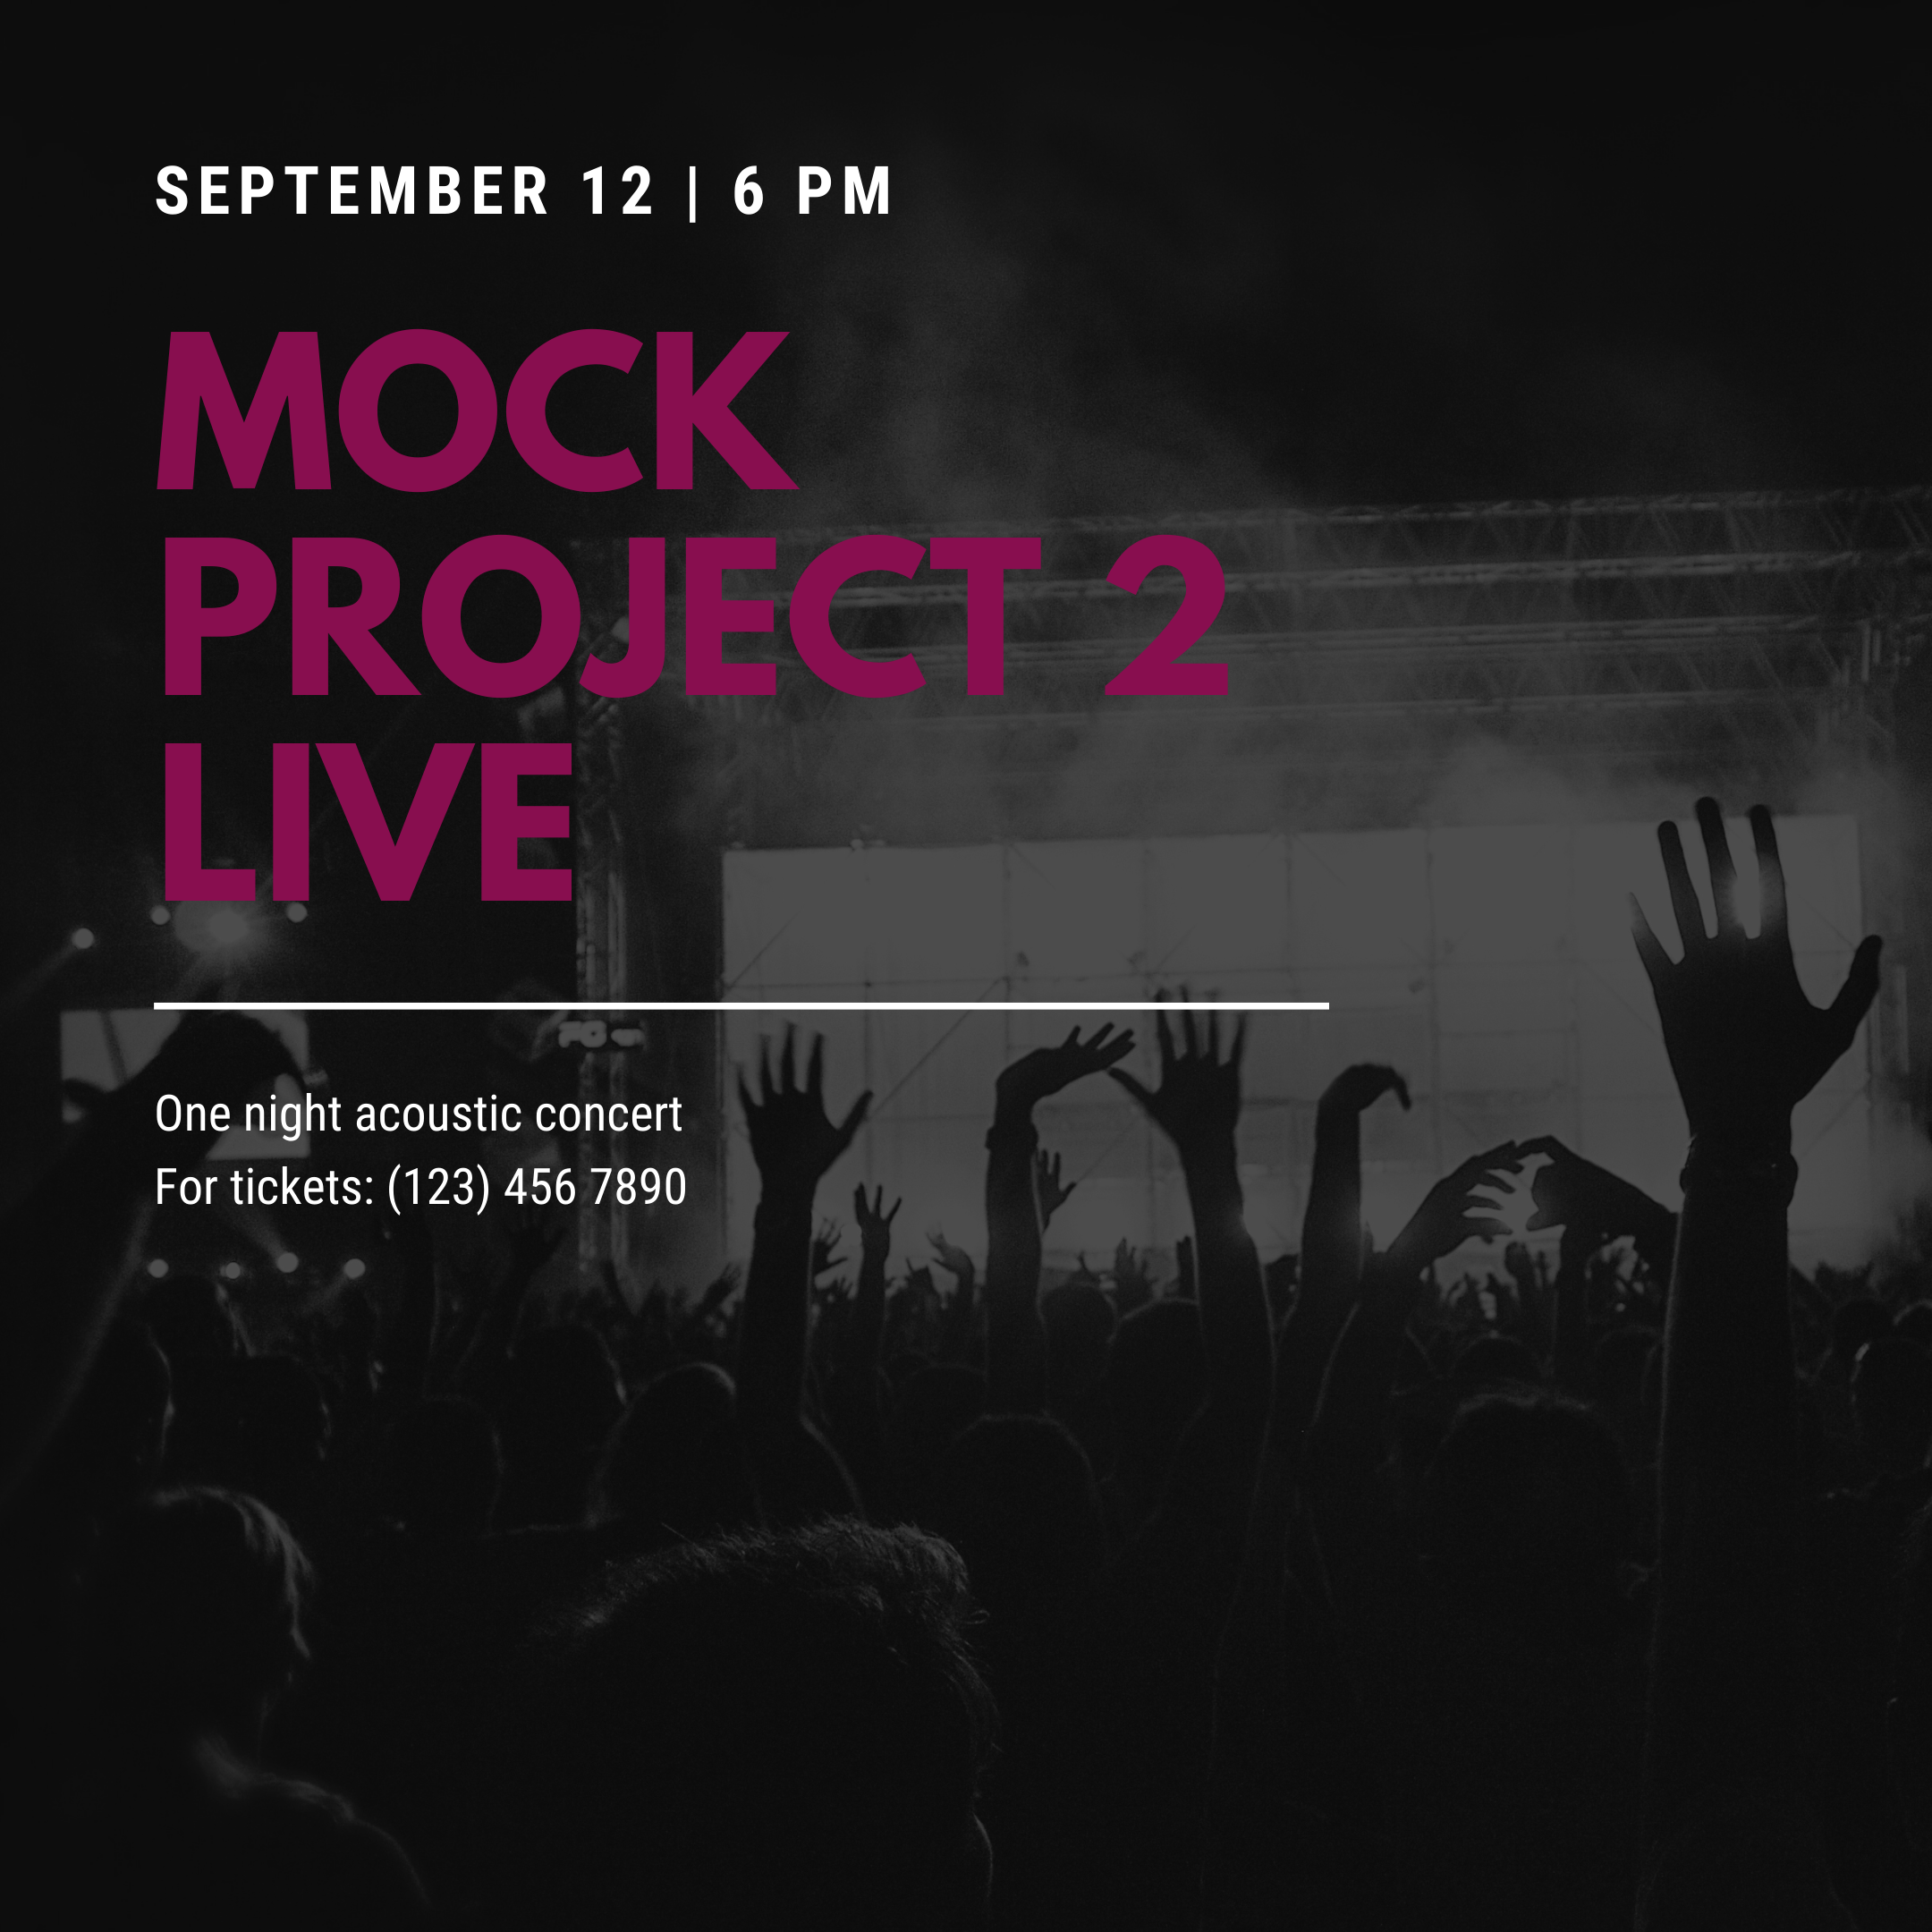 SEPTEMBER 12 | 6 PM
MOCK
PROJECT 2
LIVE
One night acoustic concert
For tickets: (123) 456 7890